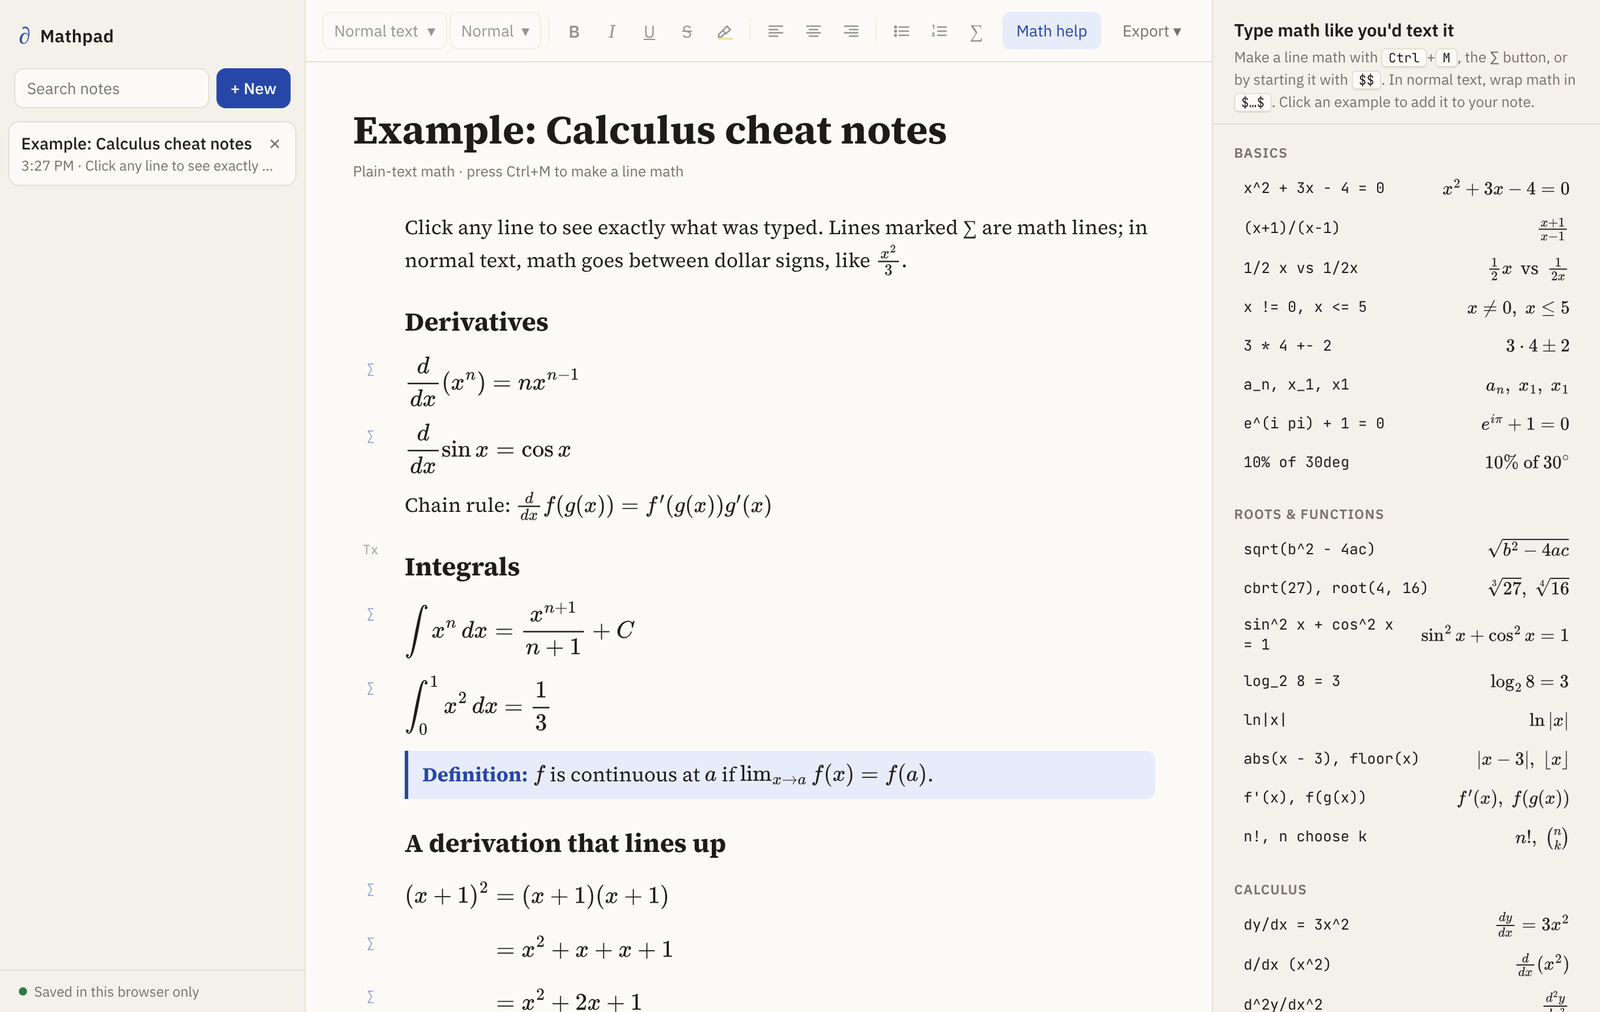 ∂ Mathpad
Search notes
+ New
Example: Calculus cheat notes ✕
3:27 PM · Click any line to see exactly ...
Saved in this browser only
Normal text ▾
Normal ▾
B I U S
∑
Math help
Export ▾
Example: Calculus cheat notes
Plain-text math · press Ctrl+M to make a line math
Click any line to see exactly what was typed. Lines marked ∑ are math lines; in
normal text, math goes between dollar signs, like x²/3.
Derivatives
∑ d/dx (xⁿ) = nxⁿ⁻¹
∑ d/dx sin x = cos x
Chain rule: d/dx f(g(x)) = f′(g(x))g′(x)
Tx
Integrals
∑ ∫ xⁿ dx = xⁿ⁺¹/(n + 1) + C
∑ ∫₀¹ x² dx = 1/3
Definition: f is continuous at a if lim_{x→a} f(x) = f(a).
A derivation that lines up
∑ (x + 1)² = (x + 1)(x + 1)
∑ = x² + x + x + 1
∑ = x² + 2x + 1
Type math like you'd text it
Make a line math with Ctrl + M, the ∑ button, or
by starting it with $$. In normal text, wrap math in
$…$. Click an example to add it to your note.
BASICS
x^2 + 3x - 4 = 0 x² + 3x − 4 = 0
(x+1)/(x-1) (x+1)/(x−1)
1/2 x vs 1/2x 1/2 x vs 1/(2x)
x != 0, x <= 5 x ≠ 0, x ≤ 5
3 * 4 +- 2 3 · 4 ± 2
a_n, x_1, x1 aₙ, x₁, x₁
e^(i pi) + 1 = 0 e^{iπ} + 1 = 0
10% of 30deg 10% of 30°
ROOTS & FUNCTIONS
sqrt(b^2 - 4ac) √(b² − 4ac)
cbrt(27), root(4, 16) ∛27, ∜16
sin^2 x + cos^2 x
= 1 sin² x + cos² x = 1
log_2 8 = 3 log₂ 8 = 3
ln|x| ln |x|
abs(x - 3), floor(x) |x − 3|, ⌊x⌋
f'(x), f(g(x)) f′(x), f(g(x))
n!, n choose k n!, (n k)
CALCULUS
dy/dx = 3x^2 dy/dx = 3x²
d/dx (x^2) d/dx (x²)
d^2y/dx^2 d²y